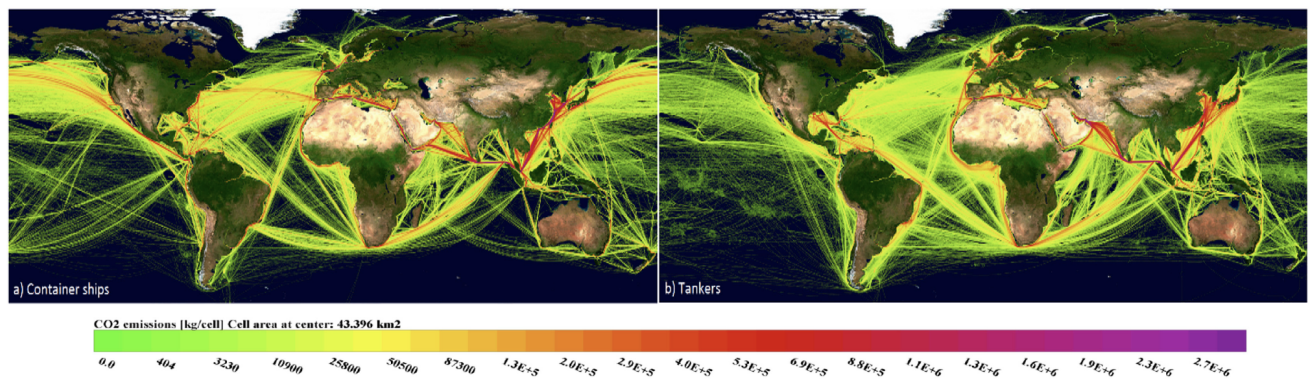 a) Container ships
b) Tankers
CO2 emissions [kg/cell] Cell area at center: 43.396 km2
0.0 404 3230 10900 25800 50500 87300 1.3E+5 2.0E+5 2.9E+5 4.0E+5 5.3E+5 6.9E+5 8.8E+5 1.1E+6 1.3E+6 1.6E+6 1.9E+6 2.3E+6 2.7E+6